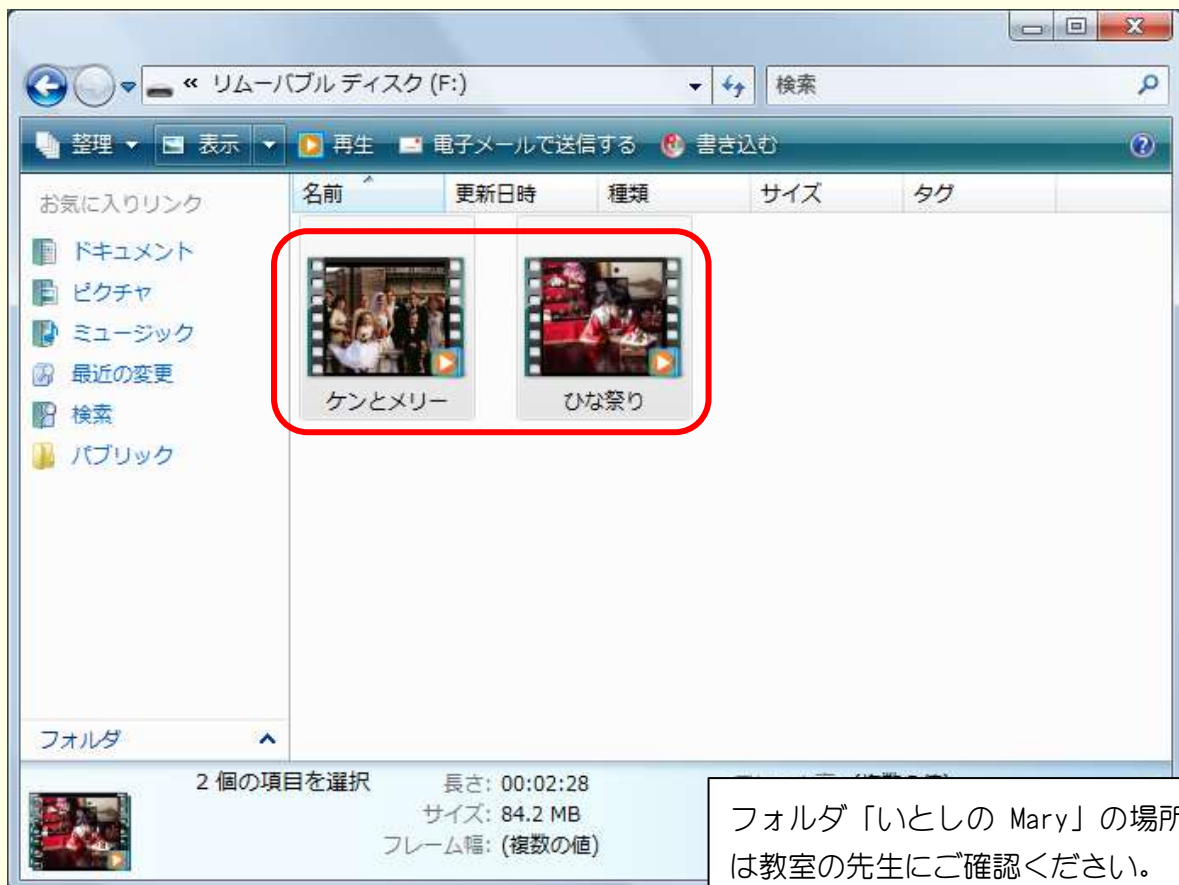 « リムーバブル ディスク (F:)
検索
整理 表示 再生 電子メールで送信する 書き込む
名前 更新日時 種類 サイズ タグ
お気に入りリンク
ドキュメント
ピクチャ
ミュージック
最近の変更
検索
パブリック
ケンとメリー ひな祭り
フォルダ
2 個の項目を選択 長さ: 00:02:28
サイズ: 84.2 MB
フレーム幅: (複数の値)
フォルダ「いとしの Mary」の場所
は教室の先生にご確認ください。